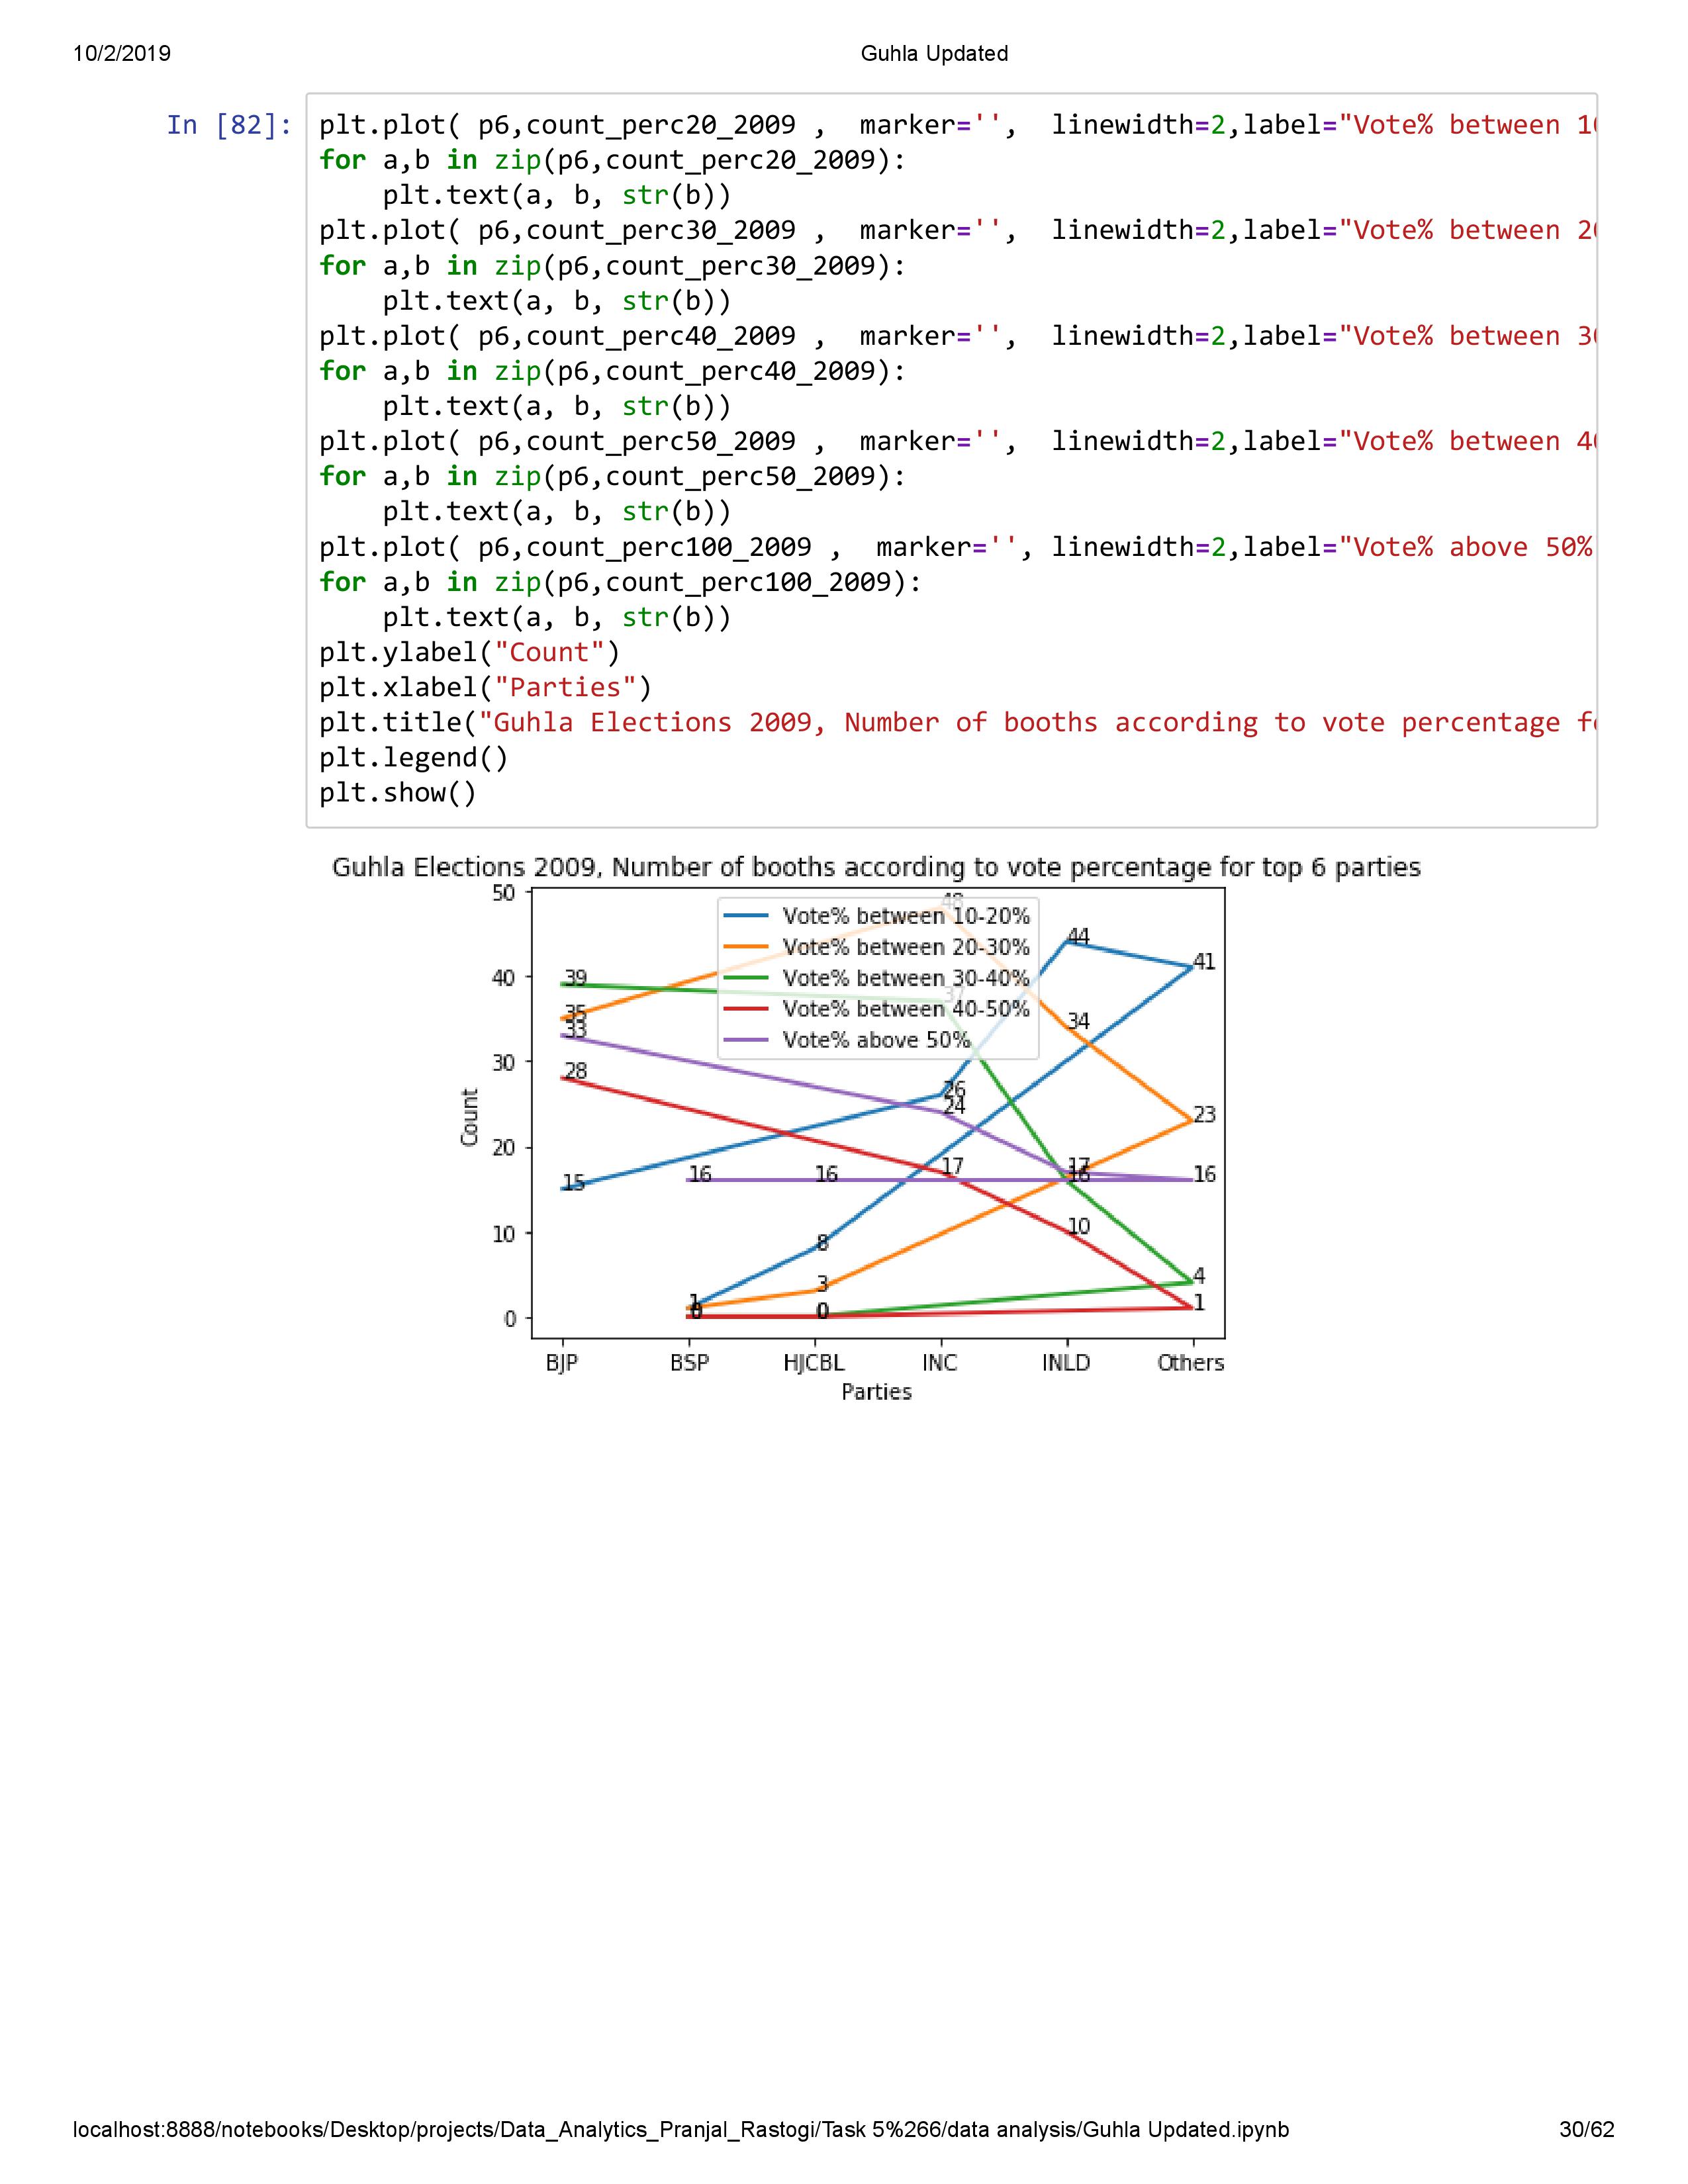 10/2/2019 Guhla Updated
In [82]: plt.plot( p6,count_perc20_2009 ,  marker='',  linewidth=2,label="Vote% between 10
for a,b in zip(p6,count_perc20_2009):
    plt.text(a, b, str(b))
plt.plot( p6,count_perc30_2009 ,  marker='',  linewidth=2,label="Vote% between 20
for a,b in zip(p6,count_perc30_2009):
    plt.text(a, b, str(b))
plt.plot( p6,count_perc40_2009 ,  marker='',  linewidth=2,label="Vote% between 30
for a,b in zip(p6,count_perc40_2009):
    plt.text(a, b, str(b))
plt.plot( p6,count_perc50_2009 ,  marker='',  linewidth=2,label="Vote% between 40
for a,b in zip(p6,count_perc50_2009):
    plt.text(a, b, str(b))
plt.plot( p6,count_perc100_2009 ,  marker='', linewidth=2,label="Vote% above 50%
for a,b in zip(p6,count_perc100_2009):
    plt.text(a, b, str(b))
plt.ylabel("Count")
plt.xlabel("Parties")
plt.title("Guhla Elections 2009, Number of booths according to vote percentage fo
plt.legend()
plt.show()
Guhla Elections 2009, Number of booths according to vote percentage for top 6 parties
50
48
Vote% between 10-20%
44
Vote% between 20-30%
41
40
39
Vote% between 30-40%
37
Vote% between 40-50%
35
34
33
Vote% above 50%
30
28
26
24
23
Count
20
17
17
16 16 16 16
15
10
10
8
3
4
1
1
0
0
0
BJP BSP HJCBL INC INLD Others
Parties
localhost:8888/notebooks/Desktop/projects/Data_Analytics_Pranjal_Rastogi/Task 5%266/data analysis/Guhla Updated.ipynb 30/62